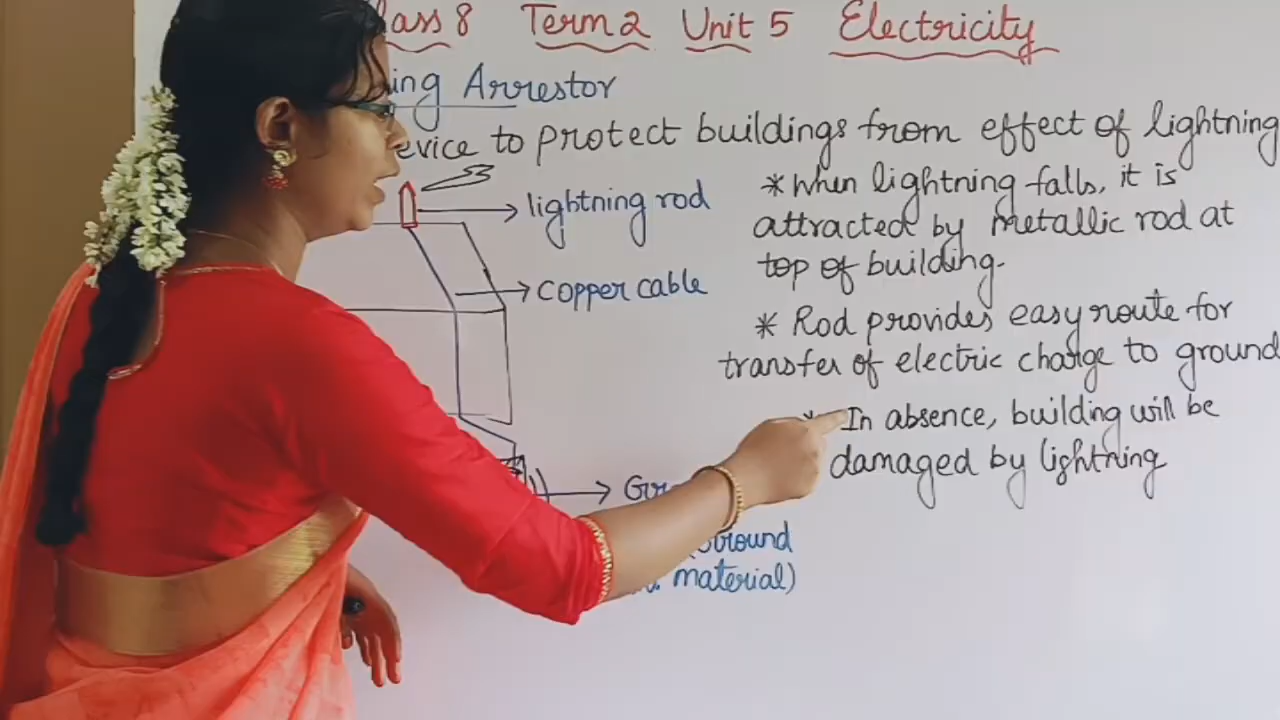 lass 8 Term 2 Unit 5 Electricity
ing Arrestor
evice to protect buildings from effect of lightning
lightning rod
copper cable
Gr
round
material)
* When lightning falls, it is
attracted by metallic rod at
top of building.
* Rod provides easy route for
transfer of electric charge to ground
* In absence, building will be
damaged by lightning